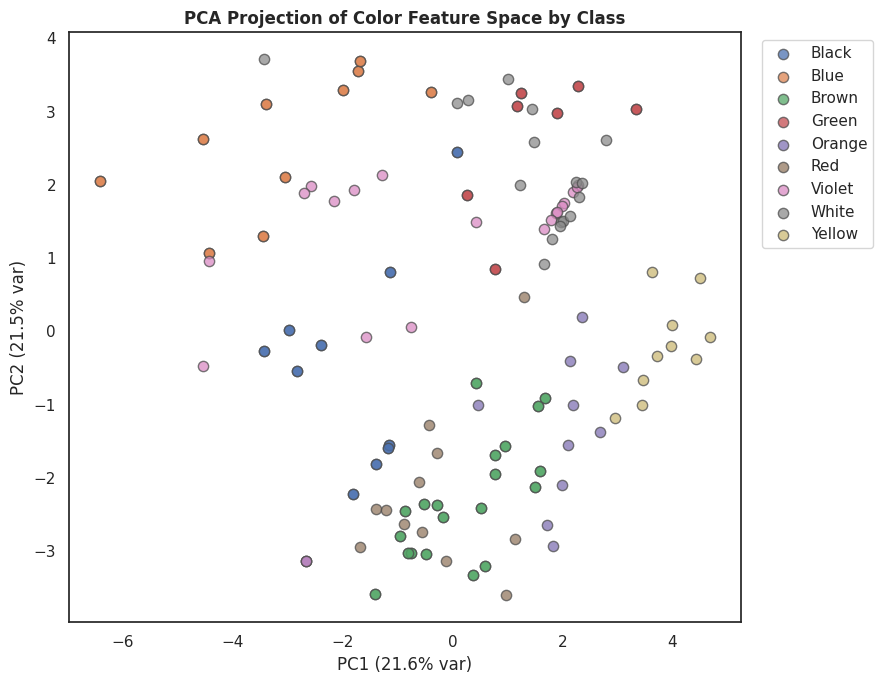 PCA Projection of Color Feature Space by Class
4
3
2
1
0
−1
−2
−3
PC2 (21.5% var)
−6
−4
−2
0
2
4
PC1 (21.6% var)
Black
Blue
Brown
Green
Orange
Red
Violet
White
Yellow